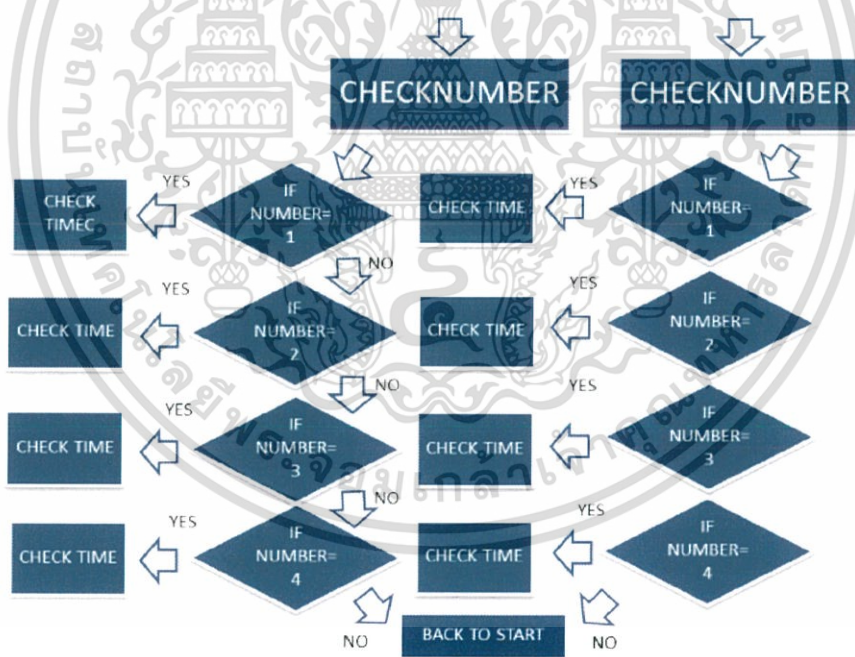 CHECKNUMBER
CHECKNUMBER
CHECK
TIMEC
YES
IF
NUMBER=
1
NO
CHECK TIME
YES
IF
NUMBER=
2
NO
CHECK TIME
YES
IF
NUMBER=
3
NO
CHECK TIME
YES
IF
NUMBER=
4
NO
CHECK TIME
YES
IF
NUMBER=
1
CHECK TIME
YES
IF
NUMBER=
2
CHECK TIME
YES
IF
NUMBER=
3
CHECK TIME
YES
IF
NUMBER=
4
NO
BACK TO START